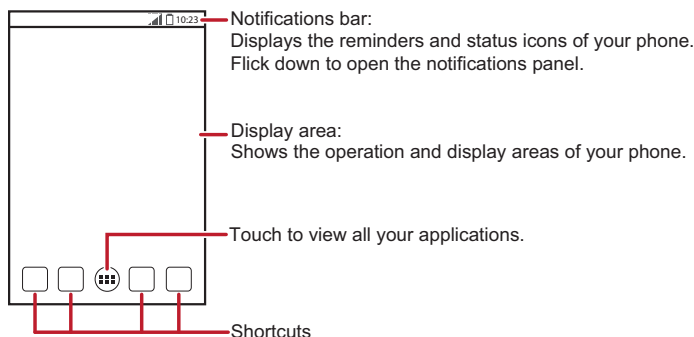 10:23
Notifications bar:
Displays the reminders and status icons of your phone.
Flick down to open the notifications panel.
Display area:
Shows the operation and display areas of your phone.
Touch to view all your applications.
Shortcuts